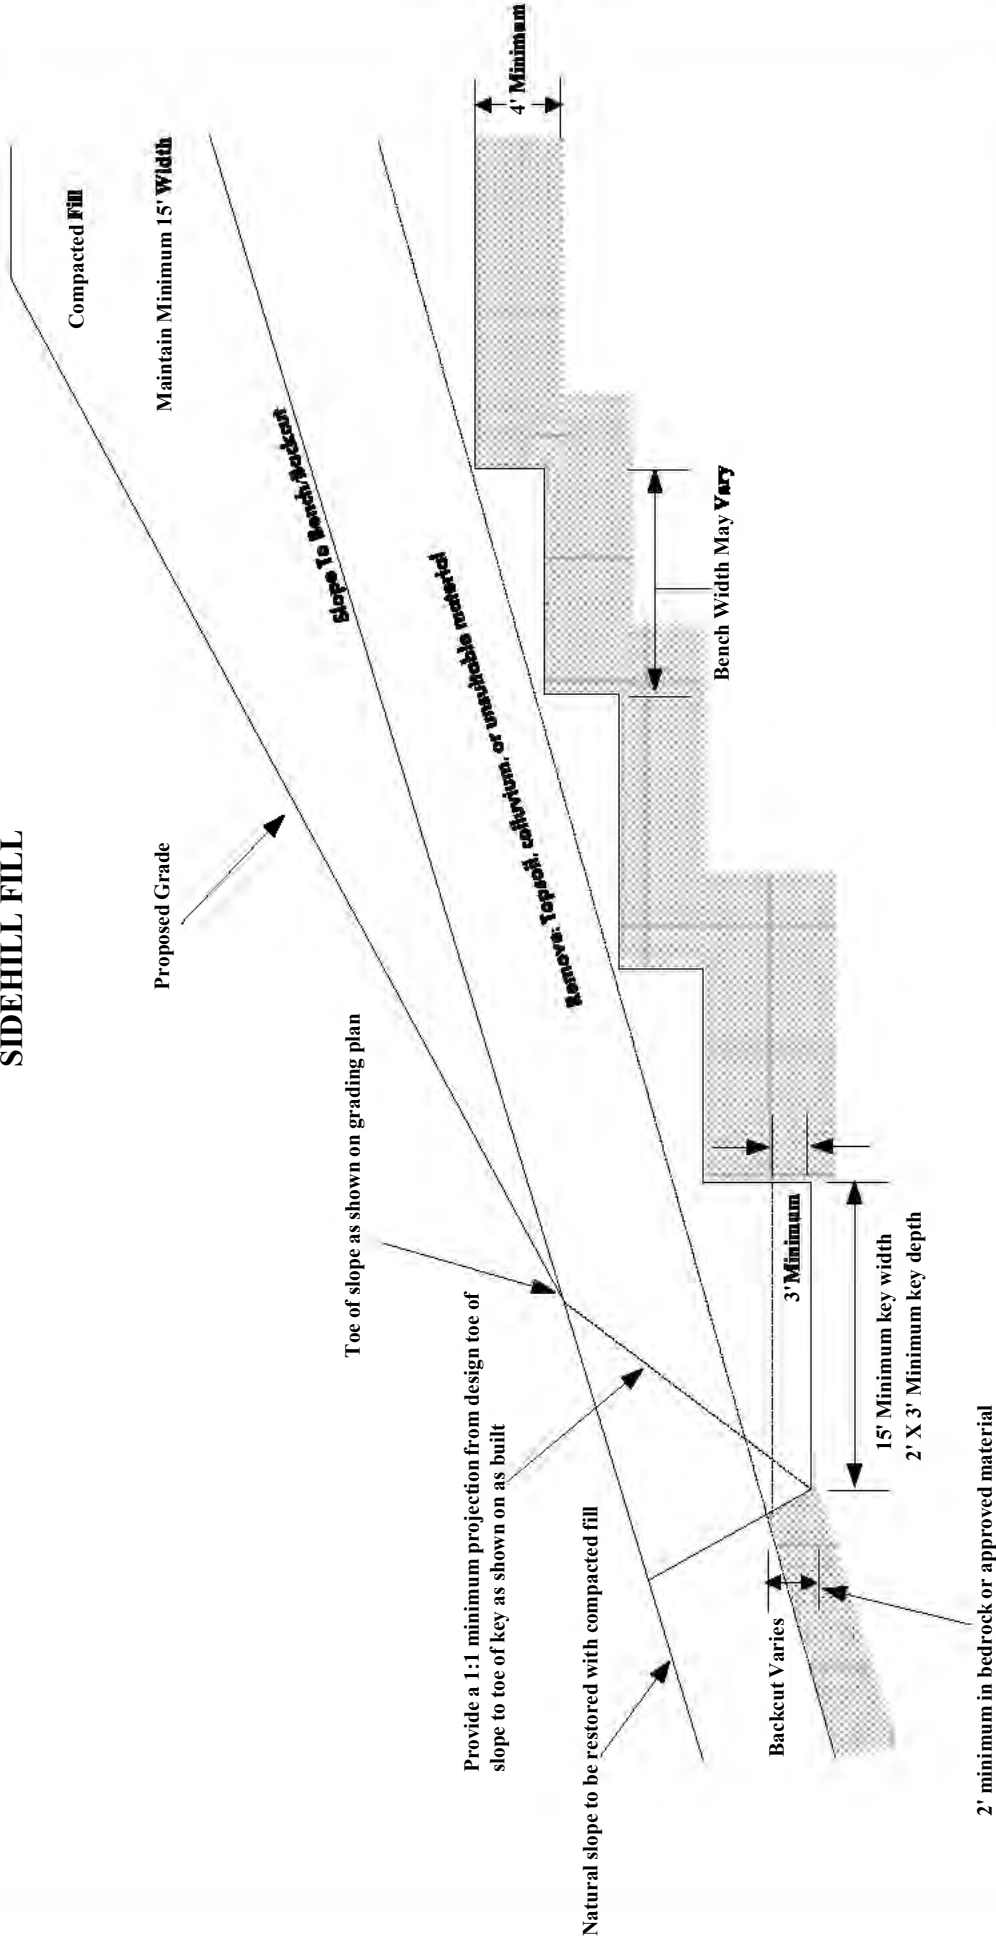 SIDEHILL FILL
Compacted Fill
Maintain Minimum 15' Width
Proposed Grade
Slope To Bench/Backcut
Toe of slope as shown on grading plan
Remove: Topsoil, colluvium, or unsuitable material
Provide a 1:1 minimum projection from design toe of
slope to toe of key as shown on as built
4' Minimum
Natural slope to be restored with compacted fill
Bench Width May Vary
Backcut Varies
3' Minimum
15' Minimum key width
2' X 3' Minimum key depth
2' minimum in bedrock or approved material